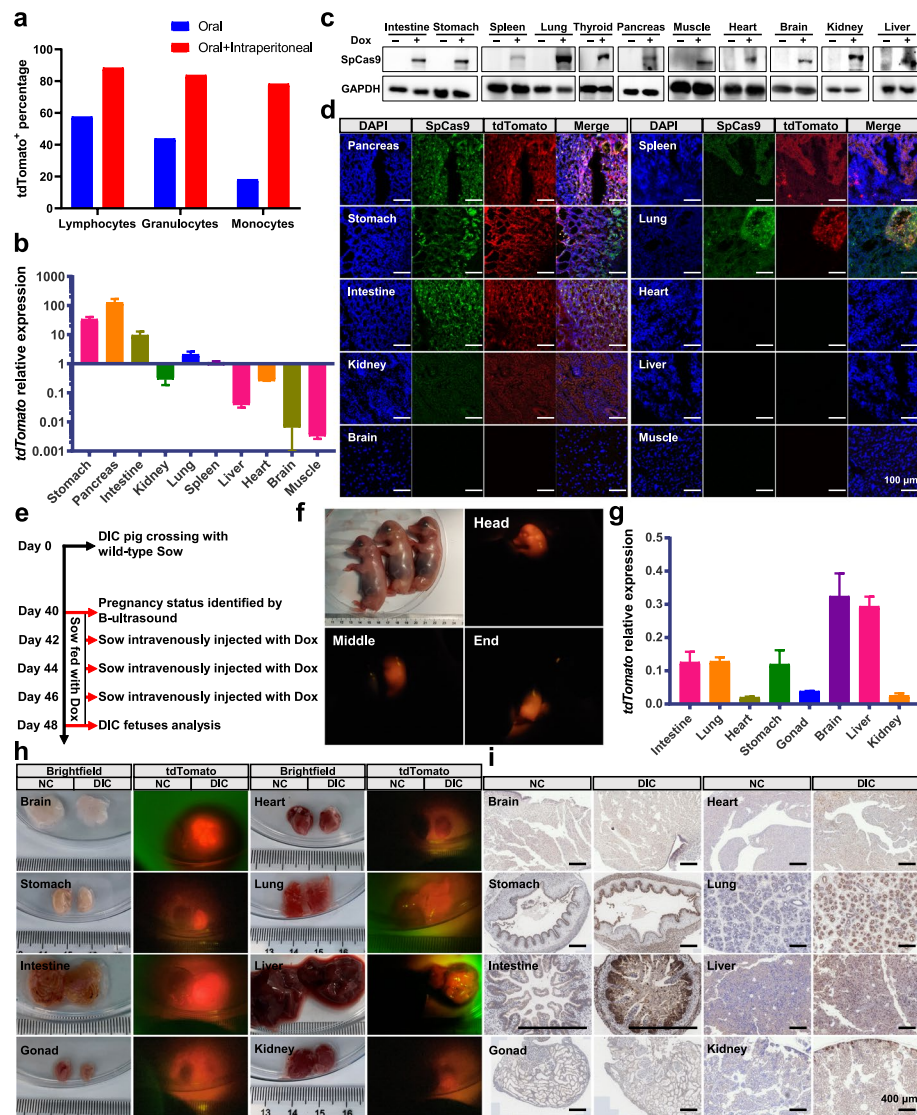 a
Oral
Oral+Intraperitoneal
tdTomato+ percentage
100
80
60
40
20
0
Lymphocytes Granulocytes Monocytes
b
tdTomato relative expression
1000
100
10
1
0.1
0.01
0.001
Stomach
Pancreas
Intestine
Kidney
Lung
Spleen
Liver
Heart
Brain
Muscle
c
Intestine Stomach Spleen Lung Thyroid Pancreas Muscle Heart Brain Kidney Liver
Dox − + − + − + − + − + − + − + − + − + − + − +
SpCas9
GAPDH
d
DAPI SpCas9 tdTomato Merge DAPI SpCas9 tdTomato Merge
Pancreas Spleen
Stomach Lung
Intestine Heart
Kidney Liver
Brain Muscle
100 μm
e
Day 0 DIC pig crossing with
wild-type Sow
Day 40 Pregnancy status identified by
B-ultrasound
Day 42 Sow intravenously injected with Dox
Day 44 Sow intravenously injected with Dox
Day 46 Sow intravenously injected with Dox
Day 48 DIC fetuses analysis
Sow fed with Dox
f
Head
Middle End
g
tdTomato relative expression
0.5
0.4
0.3
0.2
0.1
0.0
Intestine
Lung
Heart
Stomach
Gonad
Brain
Liver
Kidney
h
Brightfield tdTomato Brightfield tdTomato
NC DIC NC DIC NC DIC NC DIC
Brain Heart
Stomach Lung
13 14 15 16
Intestine Liver
Gonad Kidney
13 14 15 16
i
NC DIC NC DIC
Brain Heart
Stomach Lung
Intestine Liver
Gonad Kidney
400 μm